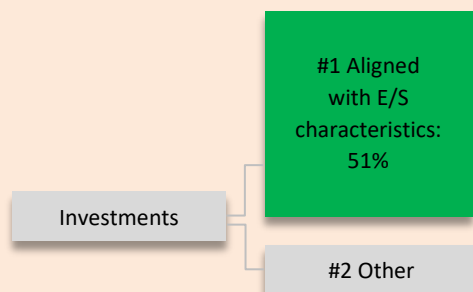 #1 Aligned
with E/S
characteristics:
51%
Investments
#2 Other